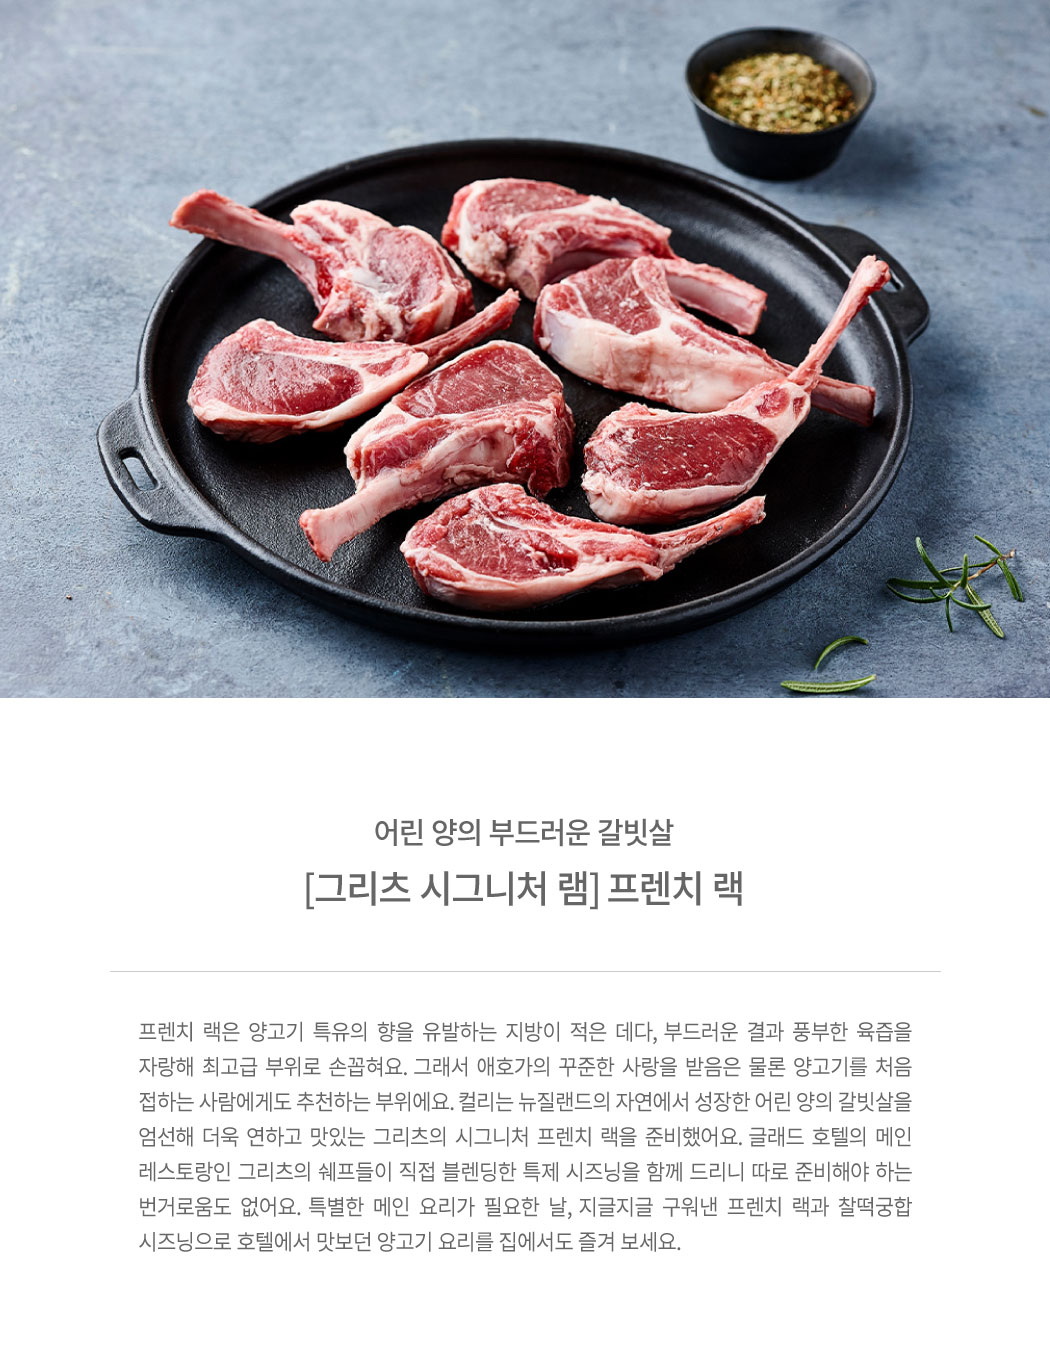 어린 양의 부드러운 갈빗살
[그리츠 시그니처 램] 프렌치 랙
프렌치 랙은 양고기 특유의 향을 유발하는 지방이 적은 데다, 부드러운 결과 풍부한 육즙을
자랑해 최고급 부위로 손꼽혀요. 그래서 애호가의 꾸준한 사랑을 받음은 물론 양고기를 처음
접하는 사람에게도 추천하는 부위에요. 컬리는 뉴질랜드의 자연에서 성장한 어린 양의 갈빗살을
엄선해 더욱 연하고 맛있는 그리츠의 시그니처 프렌치 랙을 준비했어요. 글래드 호텔의 메인
레스토랑인 그리츠의 쉐프들이 직접 블렌딩한 특제 시즈닝을 함께 드리니 따로 준비해야 하는
번거로움도 없어요. 특별한 메인 요리가 필요한 날, 지글지글 구워낸 프렌치 랙과 찰떡궁합
시즈닝으로 호텔에서 맛보던 양고기 요리를 집에서도 즐겨 보세요.